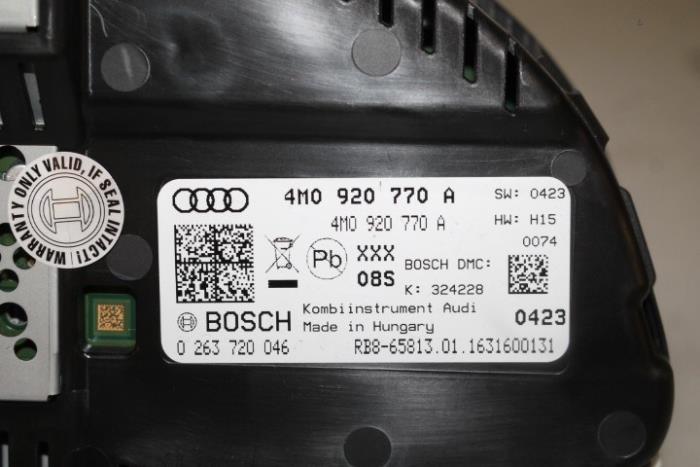 WARRANTY ONLY VALID, IF SEAL INTACT!
4M0 920 770 A
SW: 0423
4M0 920 770 A
HW: H15
0074
Pb
XXX
08S
BOSCH DMC:
K: 324228
BOSCH
Kombiinstrument Audi
Made in Hungary
0423
0 263 720 046
RB8-65813.01.1631600131